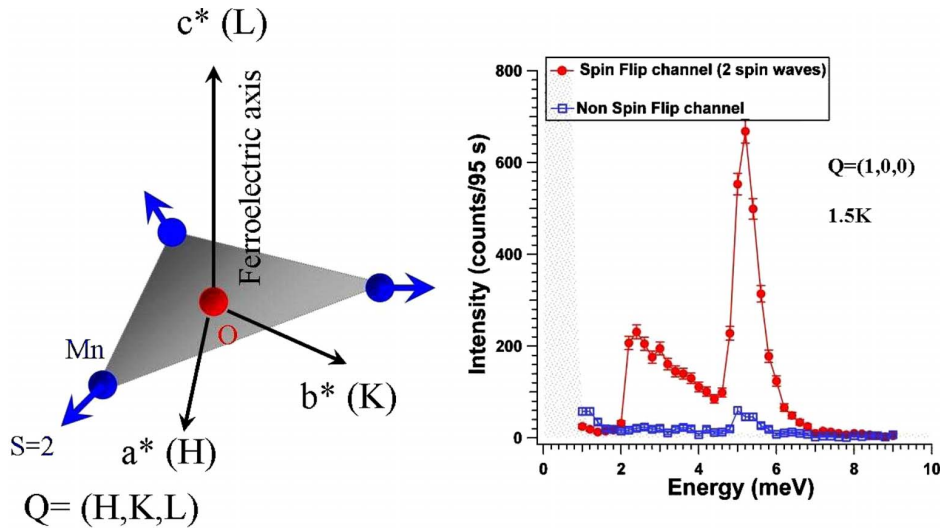 c* (L)
Ferroelectric axis
Mn
O
b* (K)
S=2
a* (H)
Q= (H,K,L)
Spin Flip channel (2 spin waves)
Non Spin Flip channel
Q=(1,0,0)
1.5K
Intensity (counts/95 s)
800
600
400
200
0
0 2 4 6 8 10
Energy (meV)